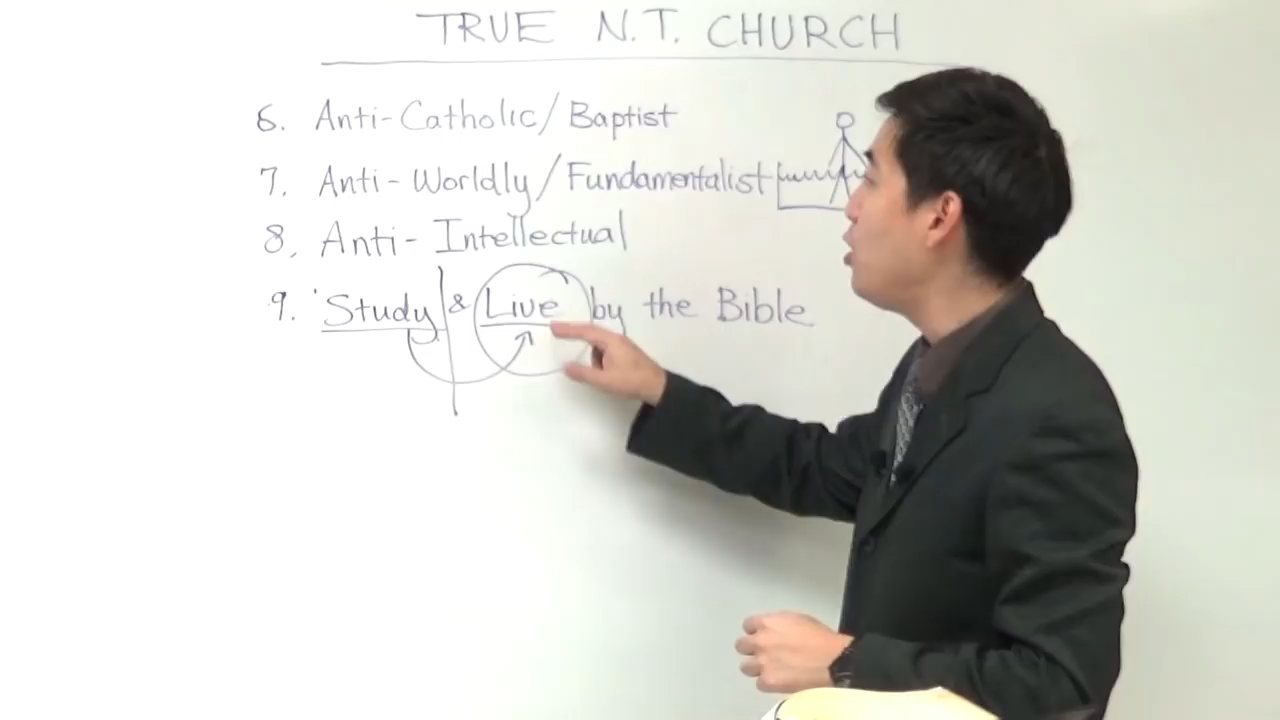 TRUE N.T. CHURCH
6. Anti-Catholic/Baptist
7. Anti-Worldly/Fundamentalist
8. Anti-Intellectual
9. Study & Live by the Bible